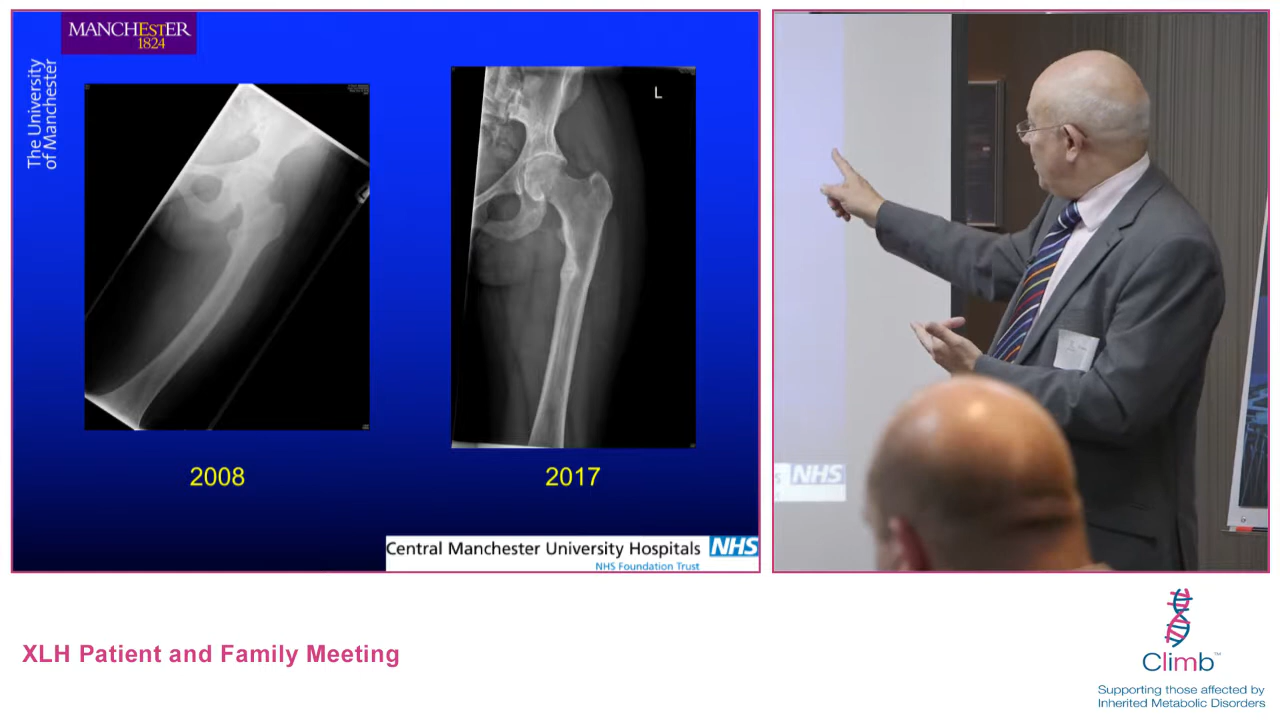 MANCHESTER
1824
The University
of Manchester
L
2008
2017
Central Manchester University Hospitals NHS
NHS Foundation Trust
NHS
XLH Patient and Family Meeting
Climb™
Supporting those affected by
Inherited Metabolic Disorders